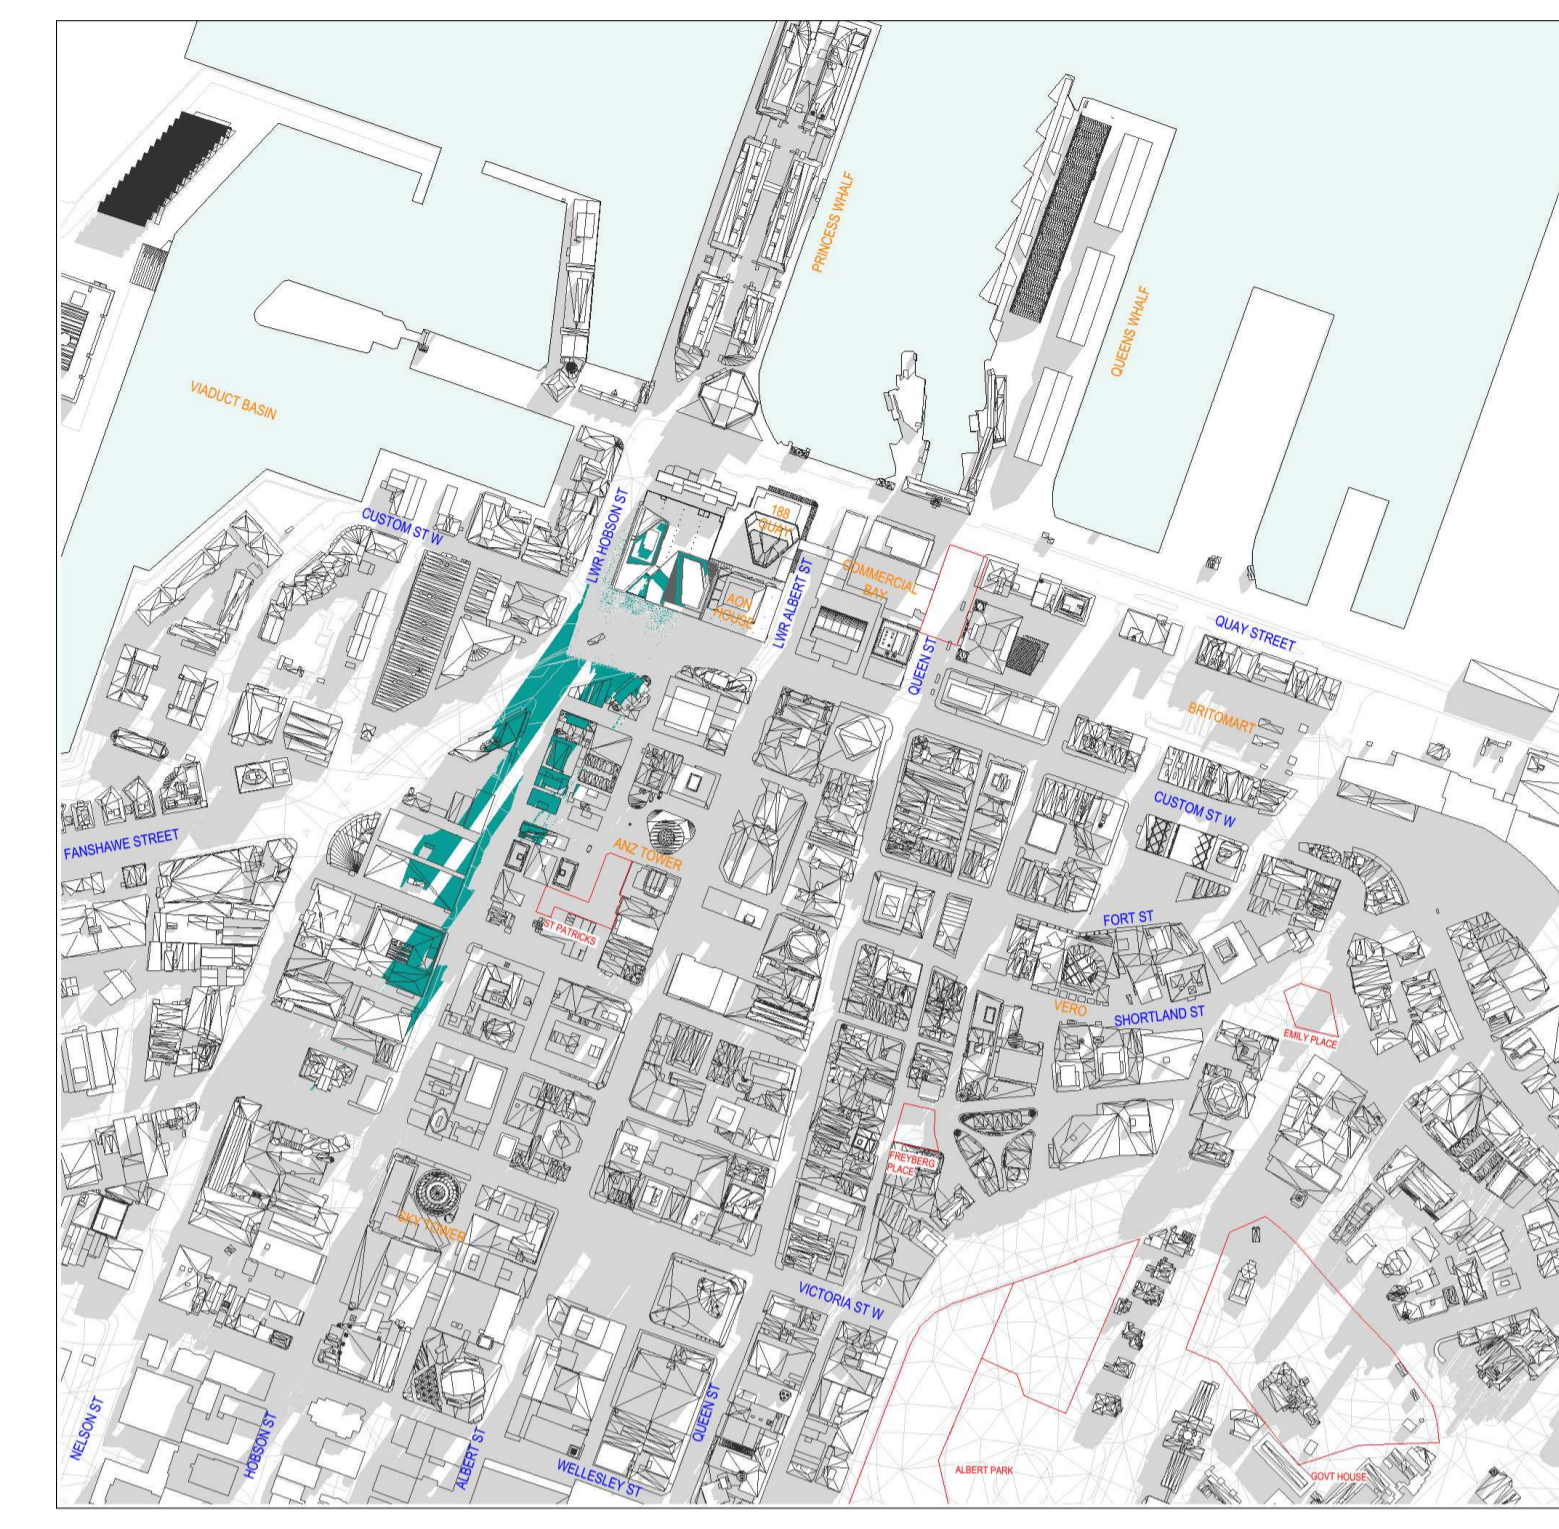 PRINCESS WHALF
QUEENS WHALF
VIADUCT BASIN
CUSTOM ST W
LWR HOBSON ST
188
QUAY
AON
HOUSE
LWR ALBERT ST
COMMERCIAL
BAY
QUEEN ST
QUAY STREET
BRITOMART
CUSTOM ST W
FANSHAWE STREET
ANZ TOWER
ST PATRICKS
FORT ST
VERO
SHORTLAND ST
EMILY PLACE
FREYBERG
PLACE
SKY TOWER
VICTORIA ST W
NELSON ST
HOBSON ST
ALBERT ST
WELLESLEY ST
QUEEN ST
ALBERT PARK
GOVT HOUSE